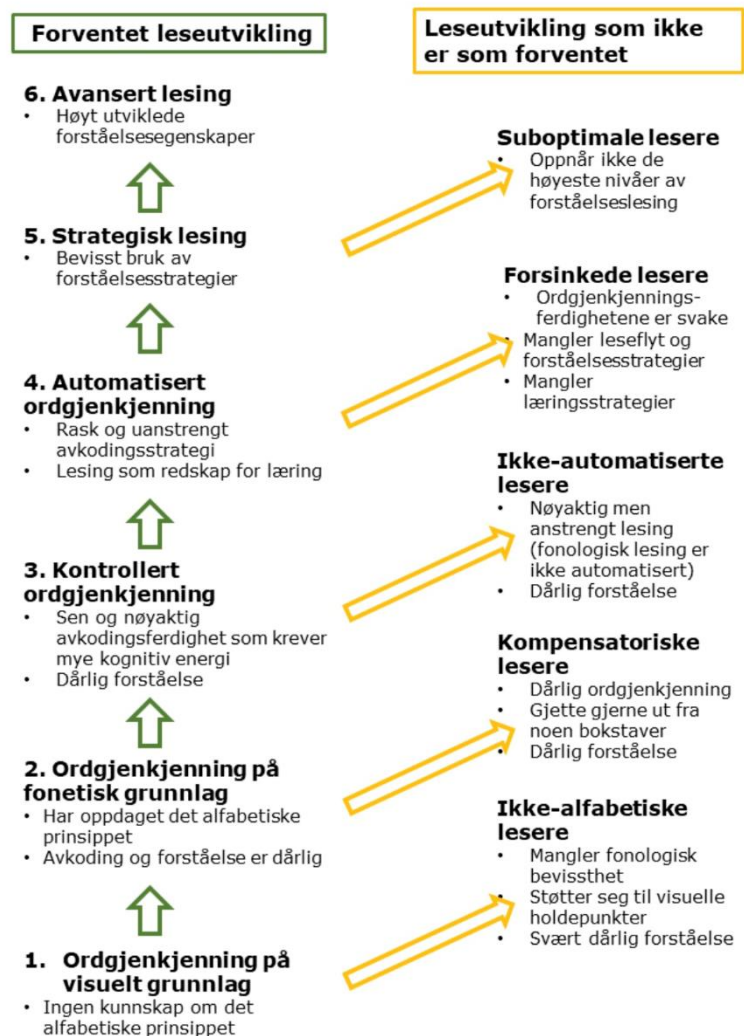 Forventet leseutvikling
6. Avansert lesing
• Høyt utviklede
forståelsesegenskaper
5. Strategisk lesing
• Bevisst bruk av
forståelsesstrategier
4. Automatisert
ordgjenkjenning
• Rask og uanstrengt
avkodingsstrategi
• Lesing som redskap for læring
3. Kontrollert
ordgjenkjenning
• Sen og nøyaktig
avkodingsferdighet som krever
mye kognitiv energi
• Dårlig forståelse
2. Ordgjenkjenning på
fonetisk grunnlag
• Har oppdaget det alfabetiske
prinsippet
• Avkoding og forståelse er dårlig
1. Ordgjenkjenning på
visuelt grunnlag
• Ingen kunnskap om det
alfabetiske prinsippet
Leseutvikling som ikke
er som forventet
Suboptimale lesere
• Oppnår ikke de
høyeste nivåer av
forståelseslesing
Forsinkede lesere
• Ordgjenkjennings-
ferdighetene er svake
• Mangler leseflyt og
forståelsesstrategier
• Mangler
læringsstrategier
Ikke-automatiserte
lesere
• Nøyaktig men
anstrengt lesing
(fonologisk lesing er
ikke automatisert)
• Dårlig forståelse
Kompensatoriske
lesere
• Dårlig ordgjenkjenning
• Gjette gjerne ut fra
noen bokstaver
• Dårlig forståelse
Ikke-alfabetiske
lesere
• Mangler fonologisk
bevissthet
• Støtter seg til visuelle
holdepunkter
• Svært dårlig forståelse